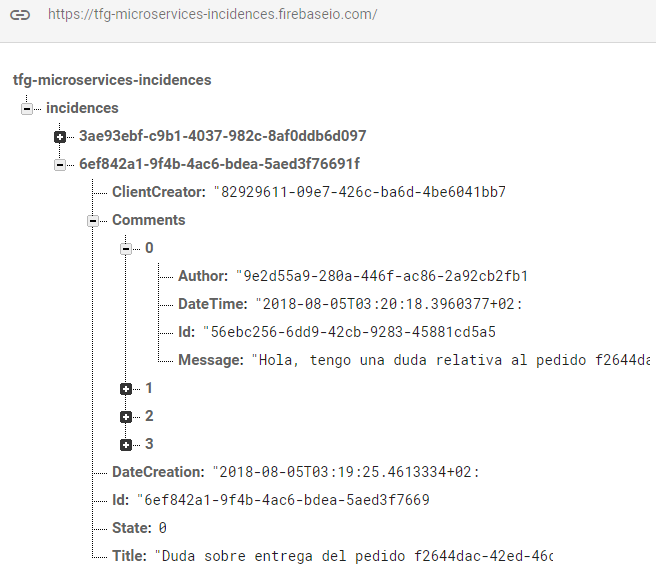 https://tfg-microservices-incidences.firebaseio.com/
tfg-microservices-incidences
incidences
3ae93ebf-c9b1-4037-982c-8af0ddb6d097
6ef842a1-9f4b-4ac6-bdea-5aed3f76691f
ClientCreator: "82929611-09e7-426c-ba6d-4be6041bb7
Comments
0
Author: "9e2d55a9-280a-446f-ac86-2a92cb2fb1
DateTime: "2018-08-05T03:20:18.3960377+02:
Id: "56ebc256-6dd9-42cb-9283-45881cd5a5
Message: "Hola, tengo una duda relativa al pedido f2644da
1
2
3
DateCreation: "2018-08-05T03:19:25.4613334+02:
Id: "6ef842a1-9f4b-4ac6-bdea-5aed3f7669
State: 0
Title: "Duda sobre entrega del pedido f2644dac-42ed-46c